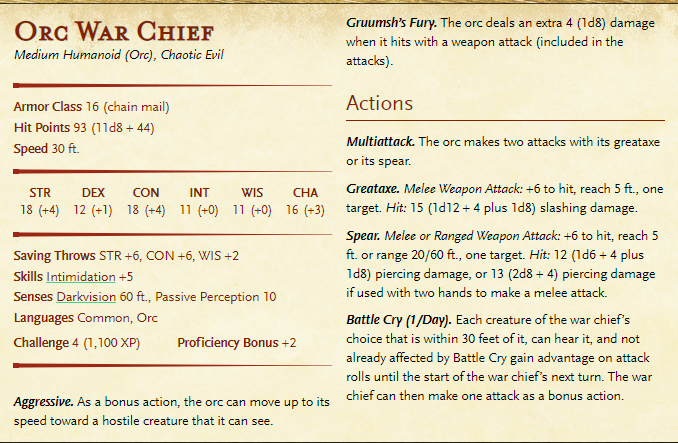 Orc War Chief
Medium Humanoid (Orc), Chaotic Evil
Armor Class 16 (chain mail)
Hit Points 93 (11d8 + 44)
Speed 30 ft.
STR DEX CON INT WIS CHA
18 (+4) 12 (+1) 18 (+4) 11 (+0) 11 (+0) 16 (+3)
Saving Throws STR +6, CON +6, WIS +2
Skills Intimidation +5
Senses Darkvision 60 ft., Passive Perception 10
Languages Common, Orc
Challenge 4 (1,100 XP) Proficiency Bonus +2
Aggressive. As a bonus action, the orc can move up to its
speed toward a hostile creature that it can see.
Gruumsh's Fury. The orc deals an extra 4 (1d8) damage
when it hits with a weapon attack (included in the
attacks).
Actions
Multiattack. The orc makes two attacks with its greataxe
or its spear.
Greataxe. Melee Weapon Attack: +6 to hit, reach 5 ft., one
target. Hit: 15 (1d12 + 4 plus 1d8) slashing damage.
Spear. Melee or Ranged Weapon Attack: +6 to hit, reach 5
ft. or range 20/60 ft., one target. Hit: 12 (1d6 + 4 plus
1d8) piercing damage, or 13 (2d8 + 4) piercing damage
if used with two hands to make a melee attack.
Battle Cry (1/Day). Each creature of the war chief's
choice that is within 30 feet of it, can hear it, and not
already affected by Battle Cry gain advantage on attack
rolls until the start of the war chief's next turn. The war
chief can then make one attack as a bonus action.